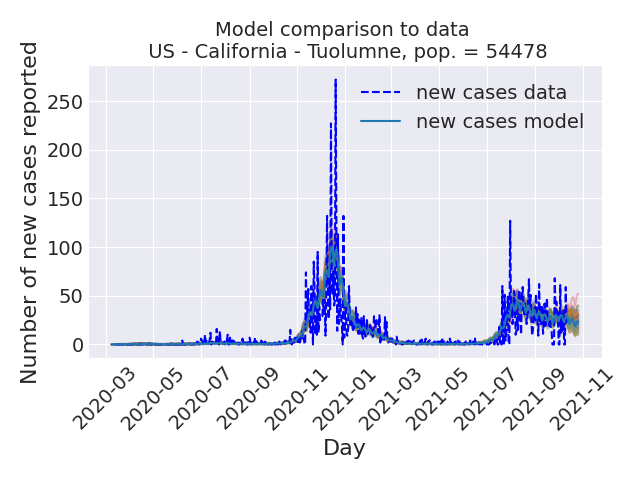 Model comparison to data
US - California - Tuolumne, pop. = 54478
Number of new cases reported
250
200
150
100
50
0
new cases data
new cases model
2020-03
2020-05
2020-07
2020-09
2020-11
2021-01
2021-03
2021-05
2021-07
2021-09
2021-11
Day